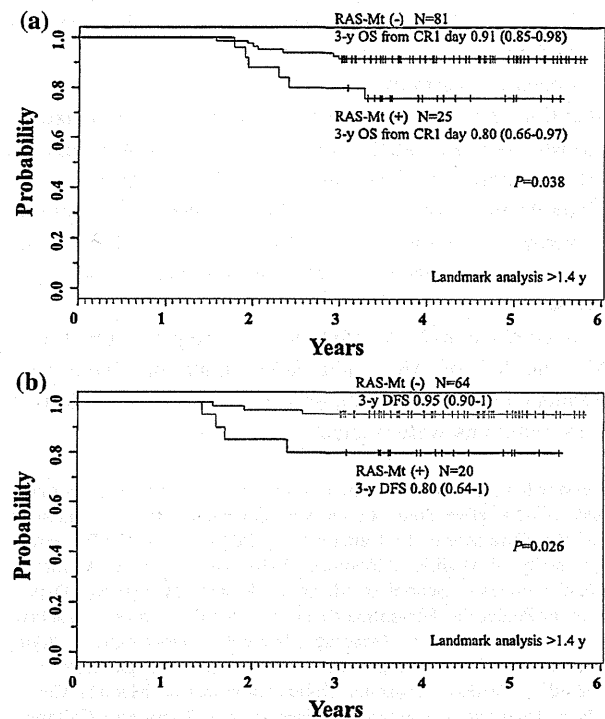 (a)
RAS-Mt (-) N=81
3-y OS from CR1 day 0.91 (0.85-0.98)
RAS-Mt (+) N=25
3-y OS from CR1 day 0.80 (0.66-0.97)
P=0.038
Landmark analysis >1.4 y
Probability
1.0
0.8
0.6
0.4
0.2
0.0
0 1 2 3 4 5 6
Years
(b)
RAS-Mt (-) N=64
3-y DFS 0.95 (0.90-1)
RAS-Mt (+) N=20
3-y DFS 0.80 (0.64-1)
P=0.026
Landmark analysis >1.4 y
Probability
1.0
0.8
0.6
0.4
0.2
0.0
0 1 2 3 4 5 6
Years